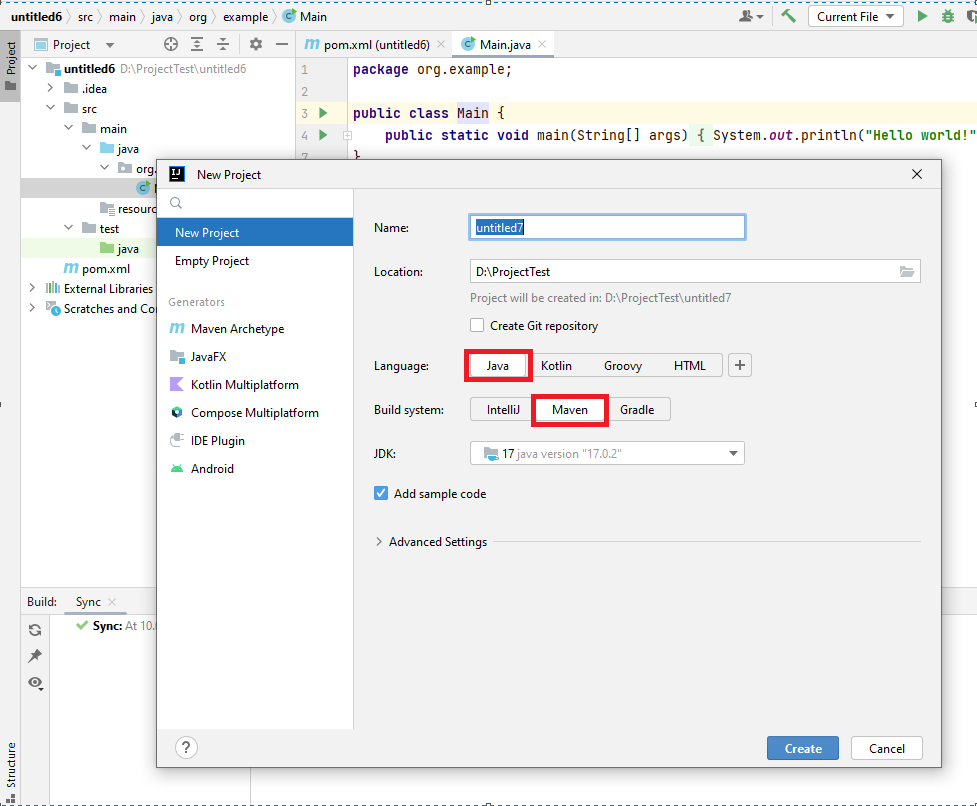 untitled6 src main java org example Main
Current File
Project
Project
pom.xml (untitled6)
Main.java
untitled6 D:\ProjectTest\untitled6
.idea
src
main
java
org.
resourc
test
java
pom.xml
External Libraries
Scratches and Co
1 package org.example;
2
3 public class Main {
4 public static void main(String[] args) { System.out.println("Hello world!"
7 }
New Project
New Project
Empty Project
Generators
Maven Archetype
JavaFX
Kotlin Multiplatform
Compose Multiplatform
IDE Plugin
Android
Name: untitled7
Location: D:\ProjectTest
Project will be created in: D:\ProjectTest\untitled7
Create Git repository
Language: Java Kotlin Groovy HTML +
Build system: IntelliJ Maven Gradle
JDK: 17 java version "17.0.2"
Add sample code
Advanced Settings
? Create Cancel
Build: Sync
Sync: At 10.
Structure